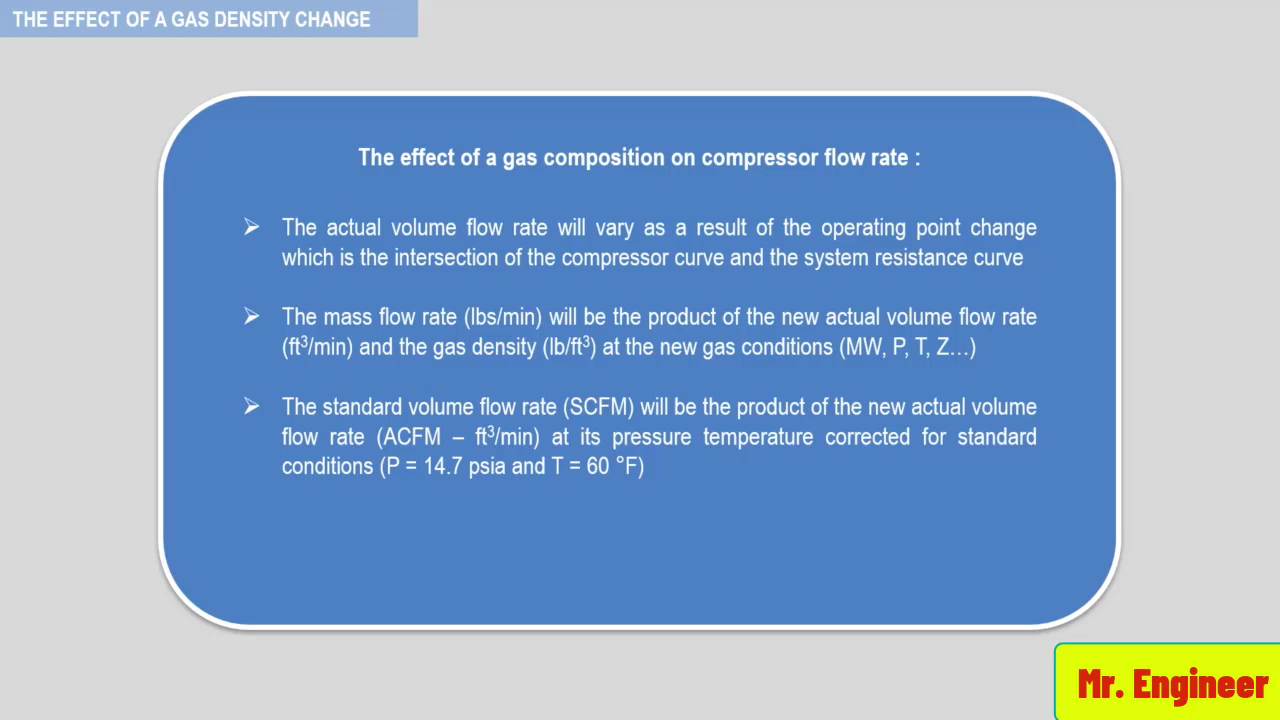 THE EFFECT OF A GAS DENSITY CHANGE
The effect of a gas composition on compressor flow rate :
➢ The actual volume flow rate will vary as a result of the operating point change
which is the intersection of the compressor curve and the system resistance curve
➢ The mass flow rate (lbs/min) will be the product of the new actual volume flow rate
(ft³/min) and the gas density (lb/ft³) at the new gas conditions (MW, P, T, Z…)
➢ The standard volume flow rate (SCFM) will be the product of the new actual volume
flow rate (ACFM – ft³/min) at its pressure temperature corrected for standard
conditions (P = 14.7 psia and T = 60 °F)
Mr. Engineer